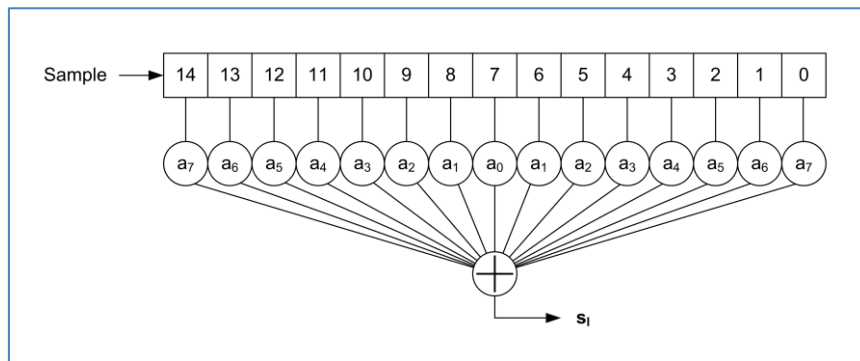 Sample 14 13 12 11 10 9 8 7 6 5 4 3 2 1 0
a₇ a₆ a₅ a₄ a₃ a₂ a₁ a₀ a₁ a₂ a₃ a₄ a₅ a₆ a₇
sₗ